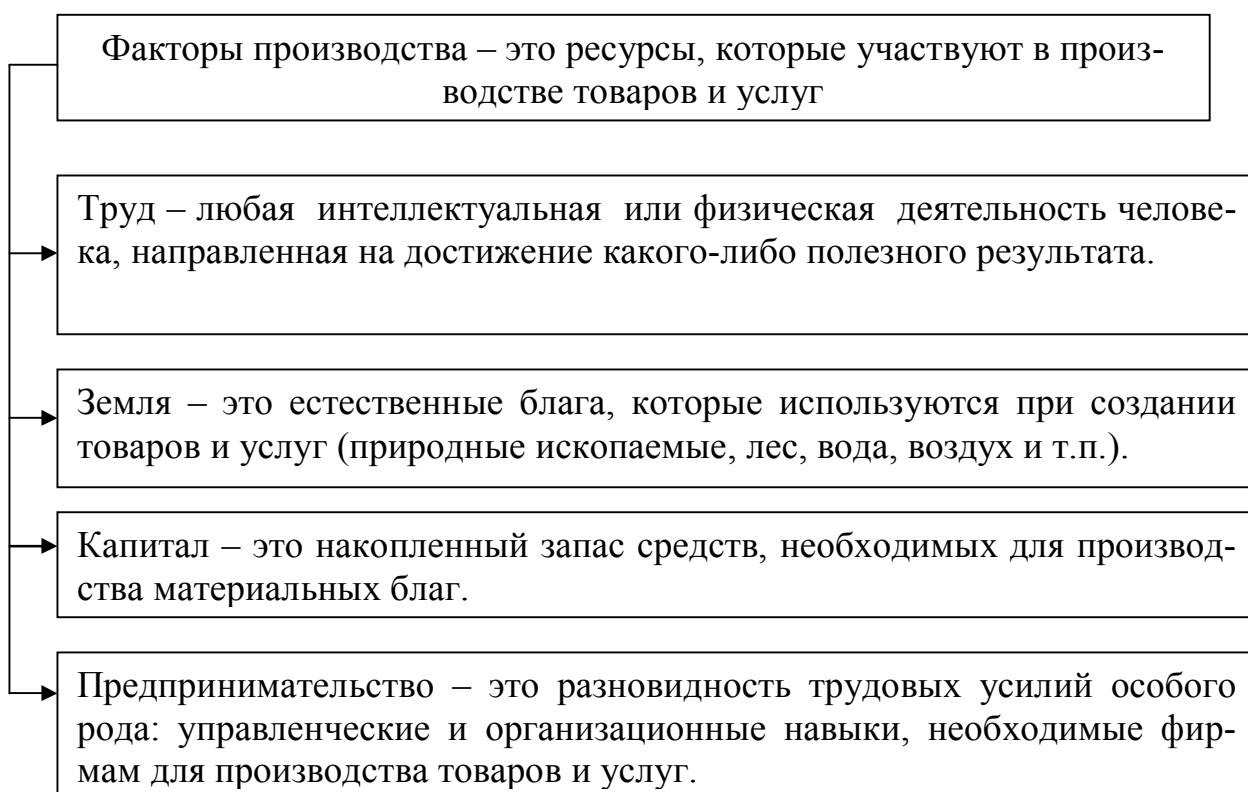 Факторы производства – это ресурсы, которые участвуют в произ-
водстве товаров и услуг
Труд – любая интеллектуальная или физическая деятельность челове-
ка, направленная на достижение какого-либо полезного результата.
Земля – это естественные блага, которые используются при создании
товаров и услуг (природные ископаемые, лес, вода, воздух и т.п.).
Капитал – это накопленный запас средств, необходимых для производ-
ства материальных благ.
Предпринимательство – это разновидность трудовых усилий особого
рода: управленческие и организационные навыки, необходимые фир-
мам для производства товаров и услуг.